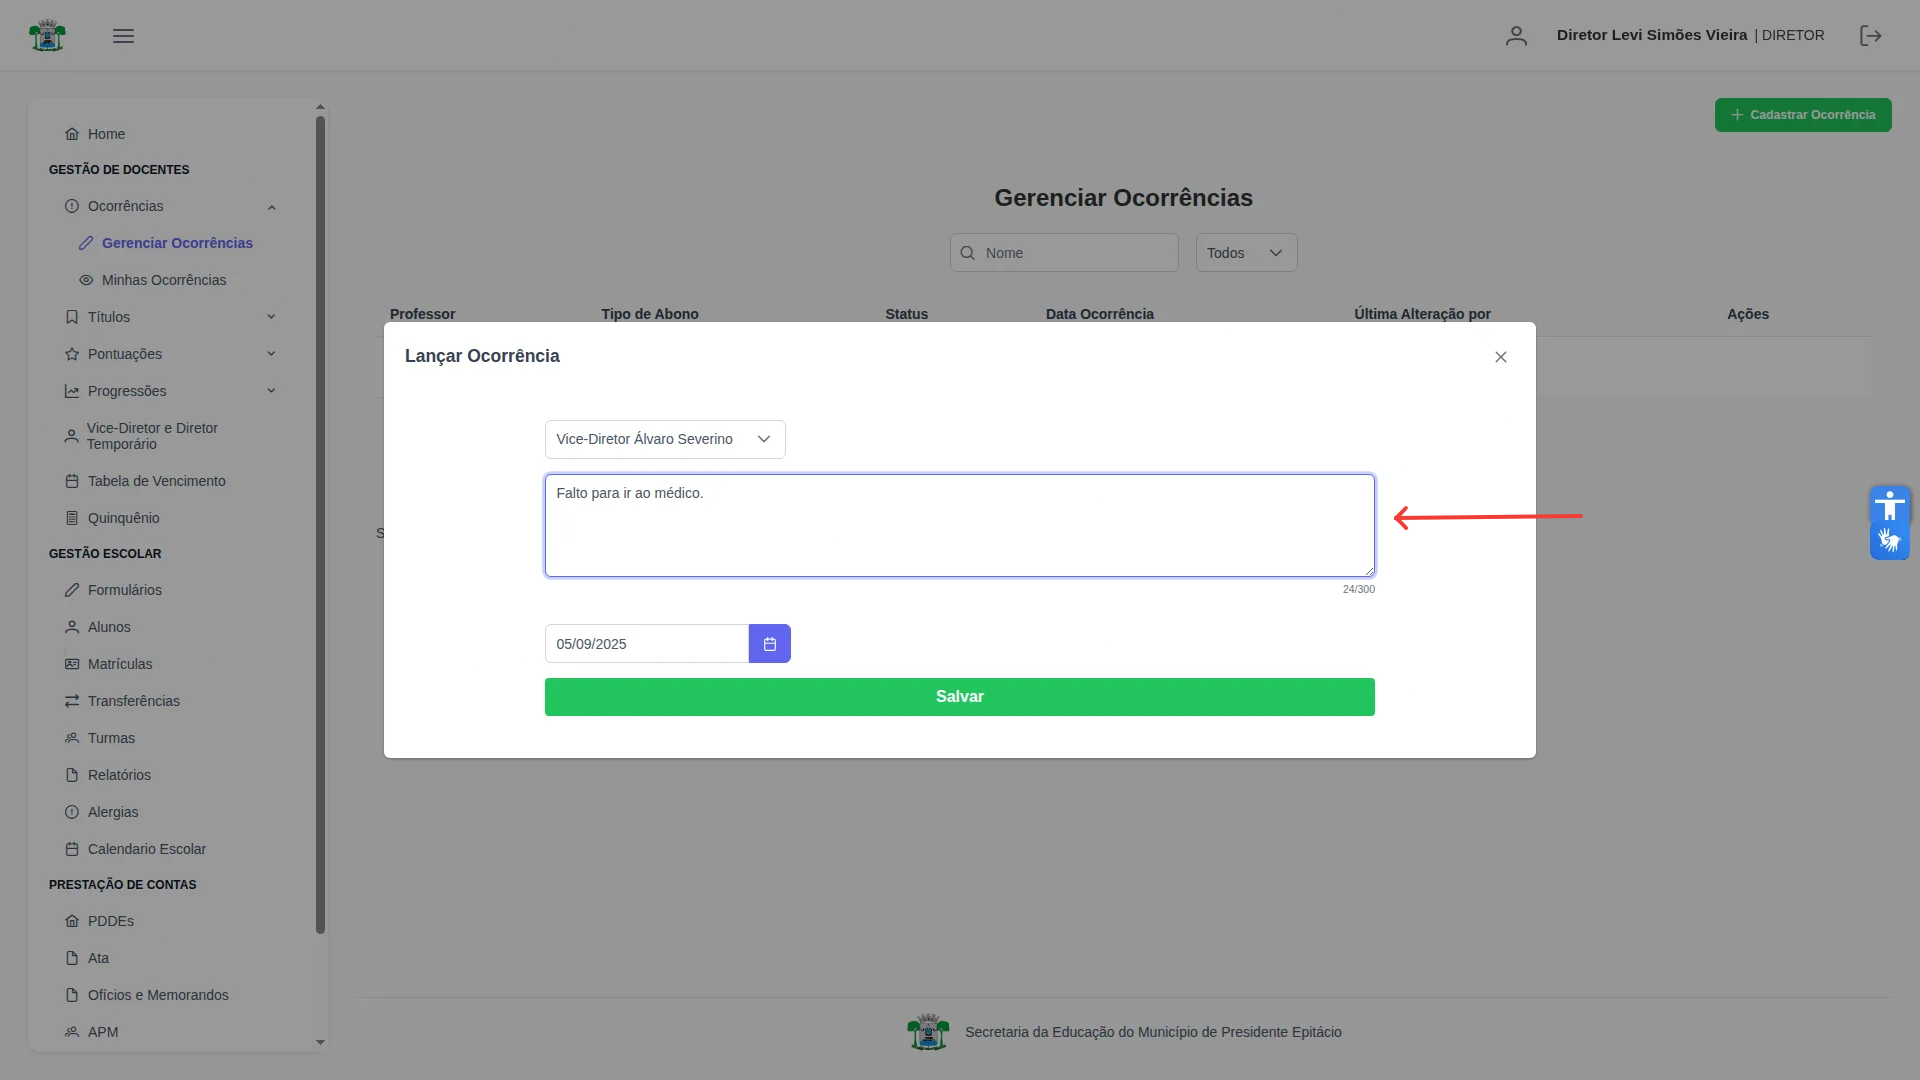 Diretor Levi Simões Vieira | DIRETOR
Home
GESTÃO DE DOCENTES
Ocorrências
Gerenciar Ocorrências
Minhas Ocorrências
Títulos
Pontuações
Progressões
Vice-Diretor e Diretor
Temporário
Tabela de Vencimento
Quinquênio
GESTÃO ESCOLAR
Formulários
Alunos
Matrículas
Transferências
Turmas
Relatórios
Alergias
Calendario Escolar
PRESTAÇÃO DE CONTAS
PDDEs
Ata
Ofícios e Memorandos
APM
Cadastrar Ocorrência
Gerenciar Ocorrências
Nome
Todos
Professor Tipo de Abono Status Data Ocorrência Última Alteração por Ações
S
Lançar Ocorrência
Vice-Diretor Álvaro Severino
Falto para ir ao médico.
24/300
05/09/2025
Salvar
Secretaria da Educação do Município de Presidente Epitácio